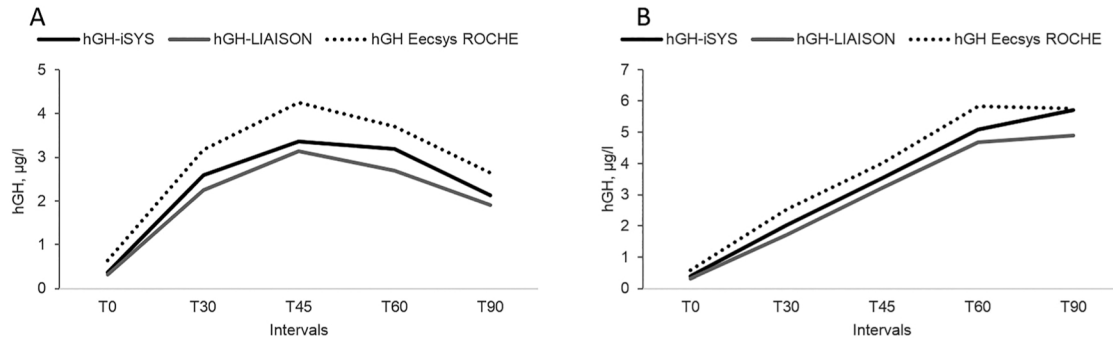 A
hGH-iSYS hGH-LIAISON hGH Eecsys ROCHE
5
4
3
2
1
0
hGH, µg/l
T0 T30 T45 T60 T90
Intervals
B
hGH-iSYS hGH-LIAISON hGH Eecsys ROCHE
7
6
5
4
3
2
1
0
hGH, µg/l
T0 T30 T45 T60 T90
Intervals